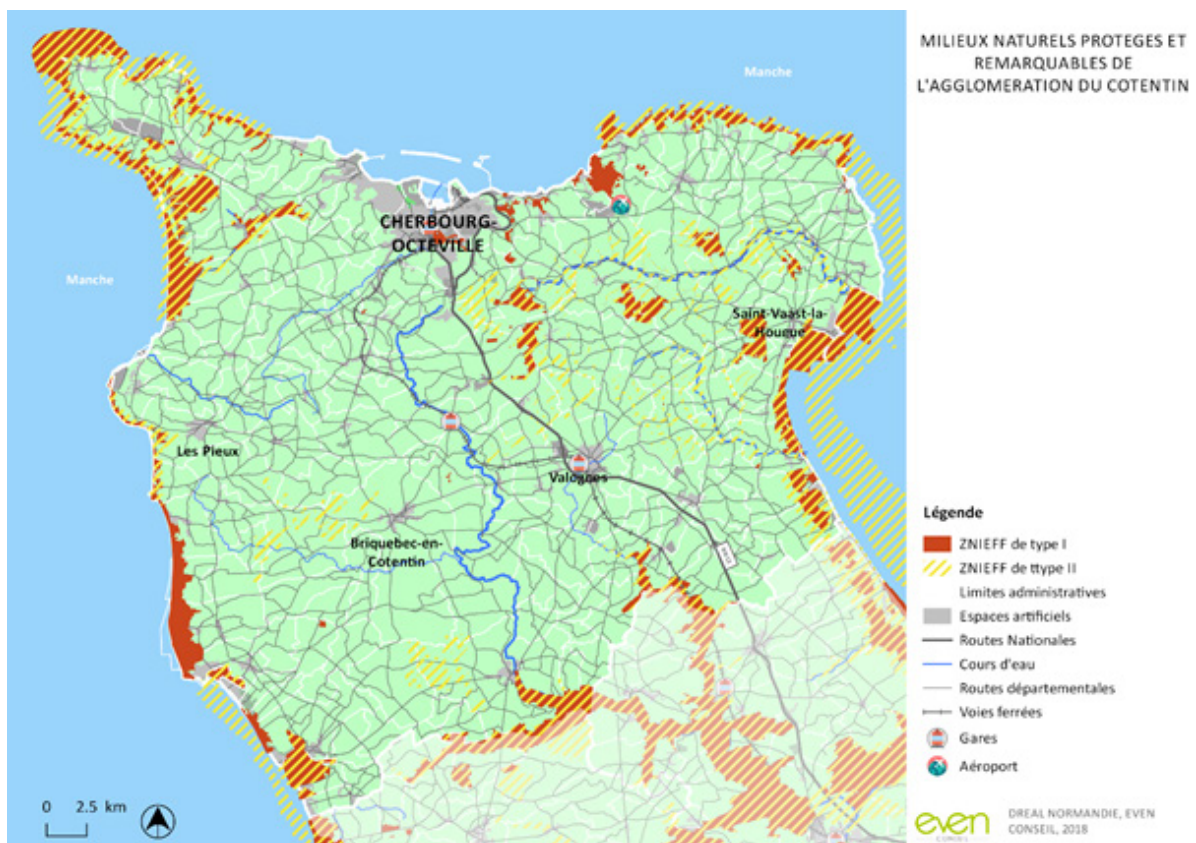 MILIEUX NATURELS PROTEGES ET
REMARQUABLES DE
L'AGGLOMERATION DU COTENTIN
Manche
CHERBOURG-
OCTEVILLE
Manche
Saint-Vaast-la-
Hougue
Les Pieux
Valognes
Briquebec-en-
Cotentin
Légende
ZNIEFF de type I
ZNIEFF de ttype II
Limites administratives
Espaces artificiels
Routes Nationales
Cours d'eau
Routes départementales
Voies ferrées
Gares
Aéroport
0 2.5 km
even
CONSEIL
DREAL NORMANDIE, EVEN
CONSEIL, 2018